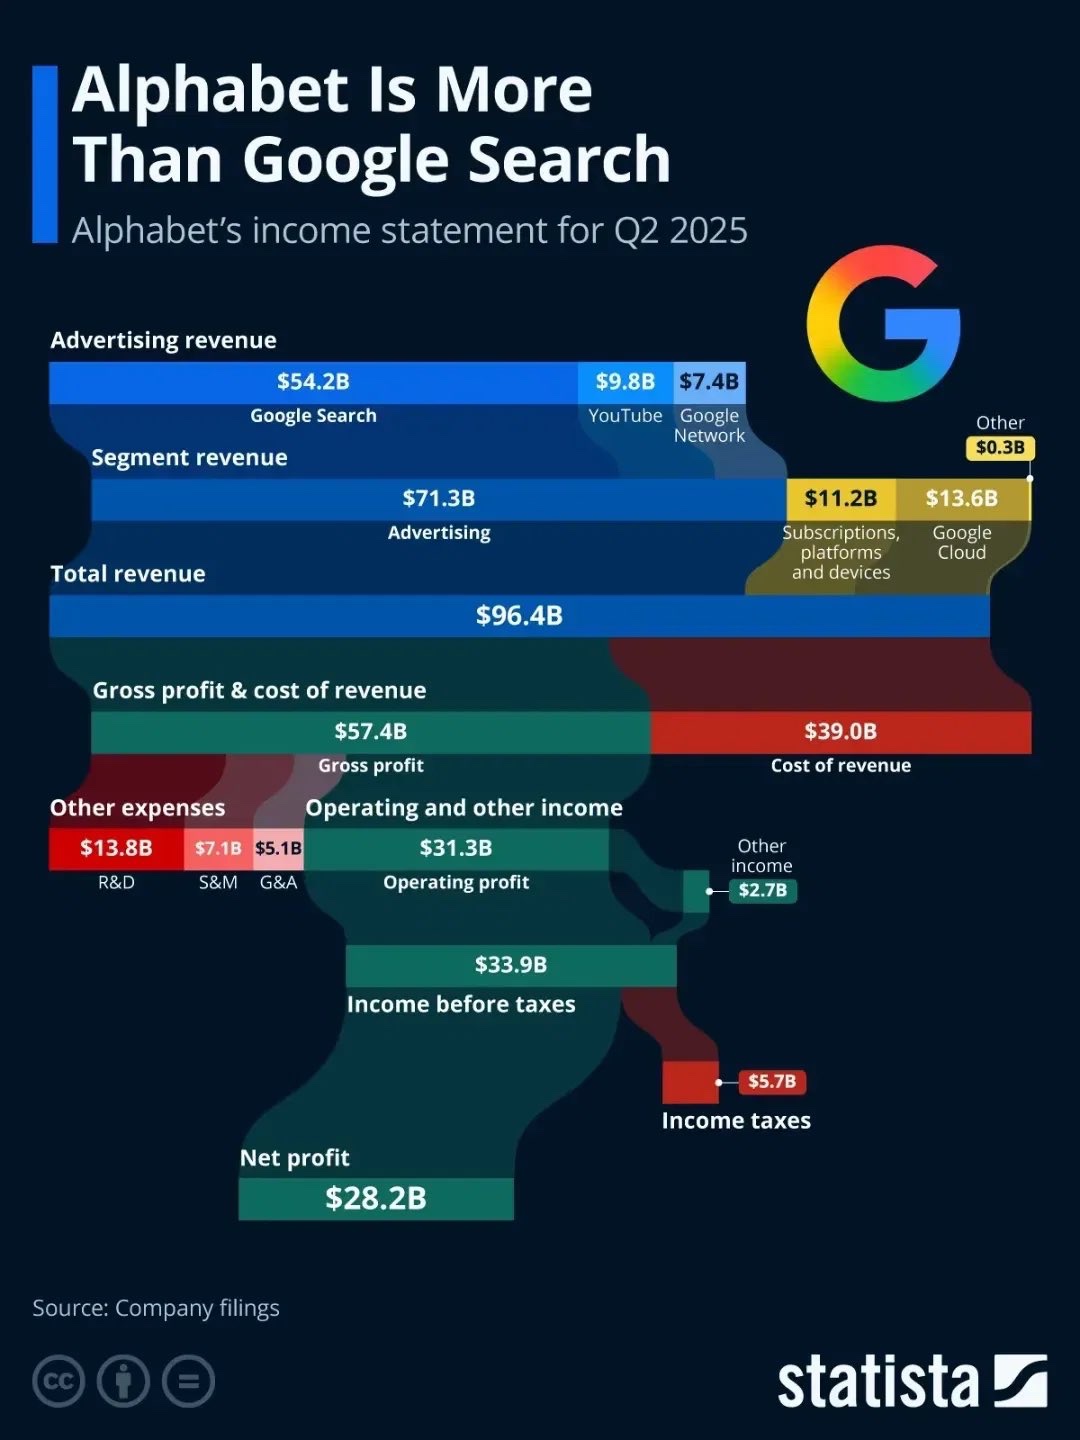 Alphabet Is More
Than Google Search
Alphabet’s income statement for Q2 2025
Advertising revenue
$54.2B
$9.8B
$7.4B
Google Search
YouTube
Google
Network
Other
$0.3B
Segment revenue
$71.3B
$11.2B
$13.6B
Advertising
Subscriptions,
platforms
and devices
Google
Cloud
Total revenue
$96.4B
Gross profit & cost of revenue
$57.4B
$39.0B
Gross profit
Cost of revenue
Other expenses
$13.8B
$7.1B
$5.1B
R&D
S&M
G&A
Operating and other income
$31.3B
Operating profit
Other
income
$2.7B
$33.9B
Income before taxes
$5.7B
Income taxes
Net profit
$28.2B
Source: Company filings
cc
statista